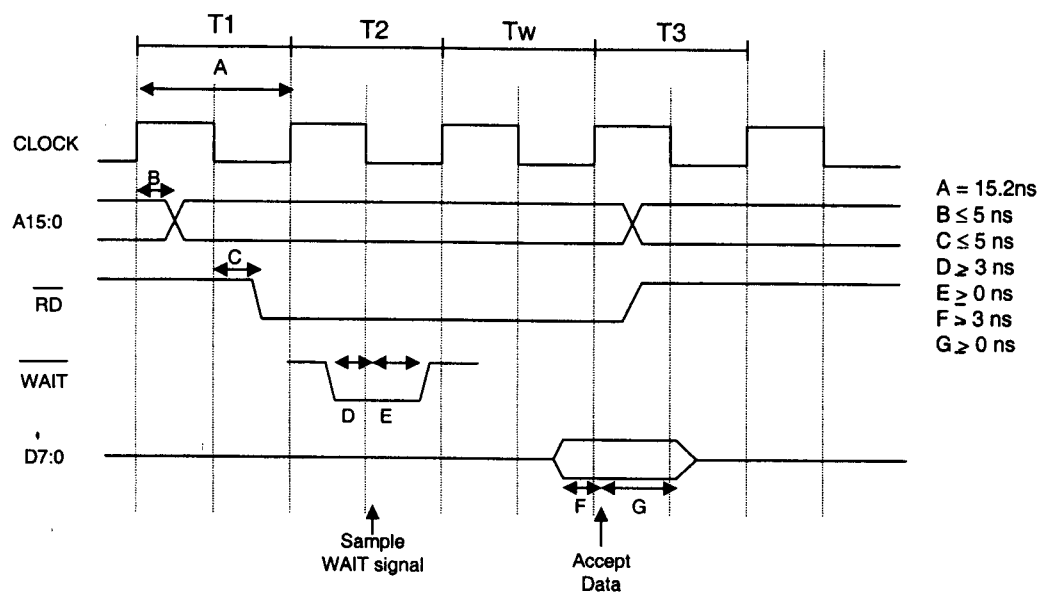 T1 T2 Tw T3
A
CLOCK
B
A15:0
C
RD
WAIT
D E
D7:0
F G
Sample
WAIT signal
Accept
Data
A = 15.2ns
B ≤ 5 ns
C ≤ 5 ns
D ≥ 3 ns
E ≥ 0 ns
F ≥ 3 ns
G ≥ 0 ns